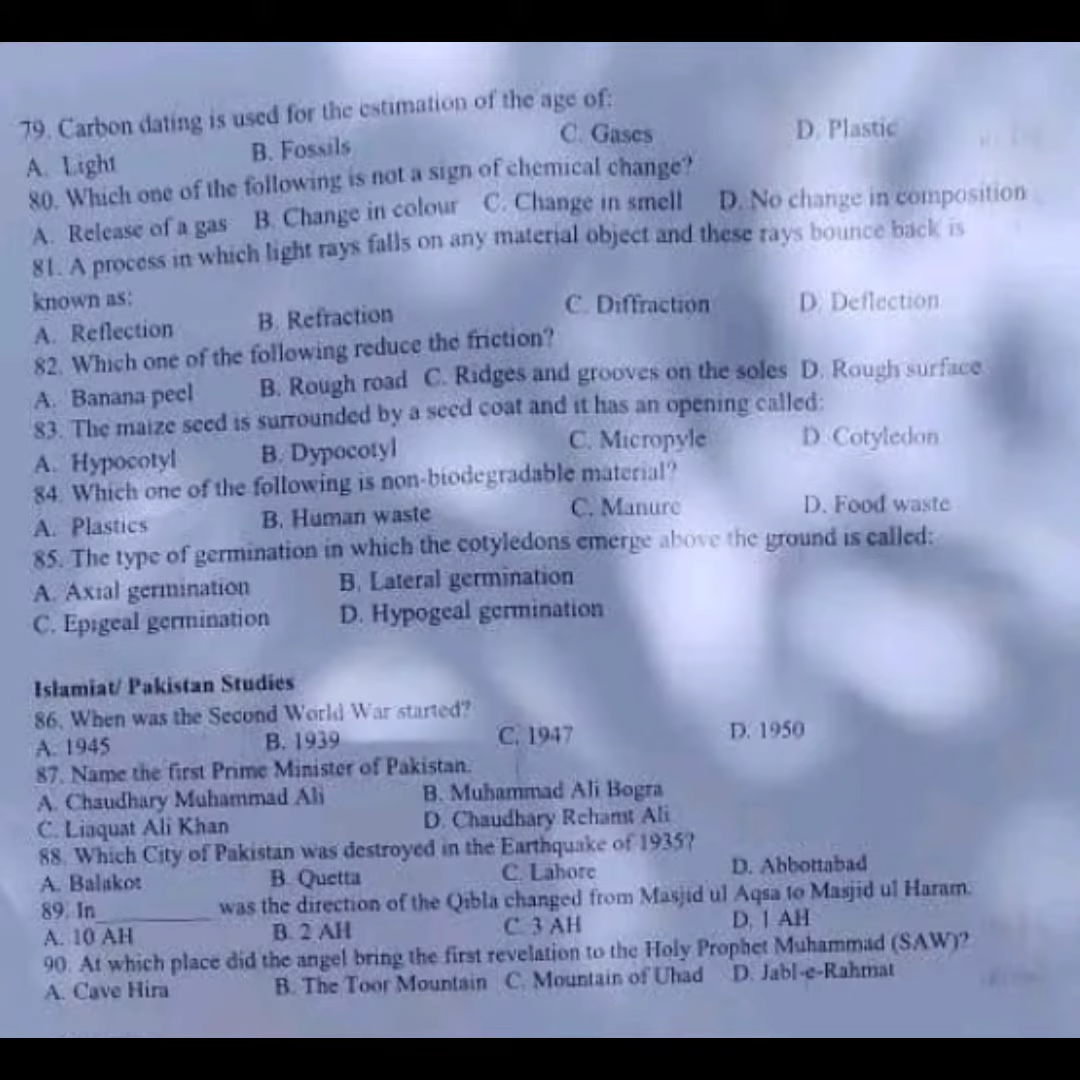 79. Carbon dating is used for the estimation of the age of:
A. Light B. Fossils C. Gases D. Plastic
80. Which one of the following is not a sign of chemical change?
A. Release of a gas B. Change in colour C. Change in smell D. No change in composition
81. A process in which light rays falls on any material object and these rays bounce back is
known as:
A. Reflection B. Refraction C. Diffraction D. Deflection
82. Which one of the following reduce the friction?
A. Banana peel B. Rough road C. Ridges and grooves on the soles D. Rough surface
83. The maize seed is surrounded by a seed coat and it has an opening called:
A. Hypocotyl B. Dypocotyl C. Micropyle D. Cotyledon
84. Which one of the following is non-biodegradable material?
A. Plastics B. Human waste C. Manure D. Food waste
85. The type of germination in which the cotyledons emerge above the ground is called:
A. Axial germination B. Lateral germination
C. Epigeal germination D. Hypogeal germination
Islamiat/ Pakistan Studies
86. When was the Second World War started?
A. 1945 B. 1939 C. 1947 D. 1950
87. Name the first Prime Minister of Pakistan.
A. Chaudhary Muhammad Ali B. Muhammad Ali Bogra
C. Liaquat Ali Khan D. Chaudhary Rehamt Ali
88. Which City of Pakistan was destroyed in the Earthquake of 1935?
A. Balakot B. Quetta C. Lahore D. Abbottabad
89. In ________ was the direction of the Qibla changed from Masjid ul Aqsa to Masjid ul Haram.
A. 10 AH B. 2 AH C. 3 AH D. 1 AH
90. At which place did the angel bring the first revelation to the Holy Prophet Muhammad (SAW)?
A. Cave Hira B. The Toor Mountain C. Mountain of Uhad D. Jabl-e-Rahmat